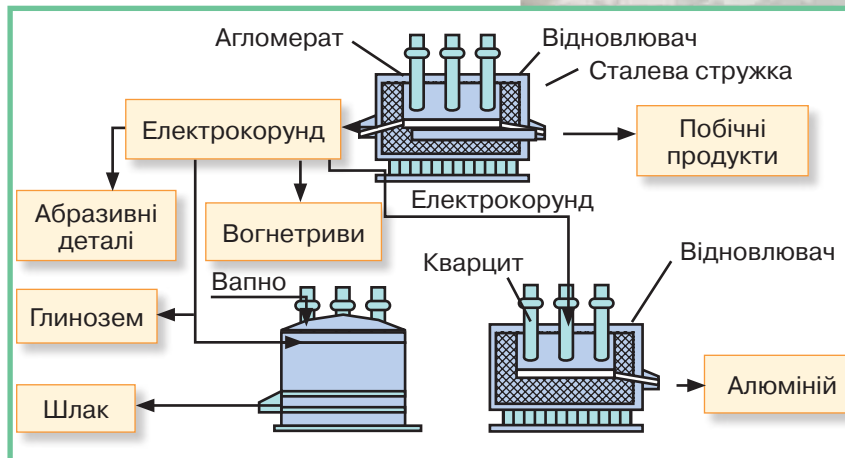 Агломерат
Відновлювач
Сталева стружка
Електрокорунд
Побічні
продукти
Абразивні
деталі
Вогнетриви
Електрокорунд
Вапно
Кварцит
Відновлювач
Глинозем
Шлак
Алюміній